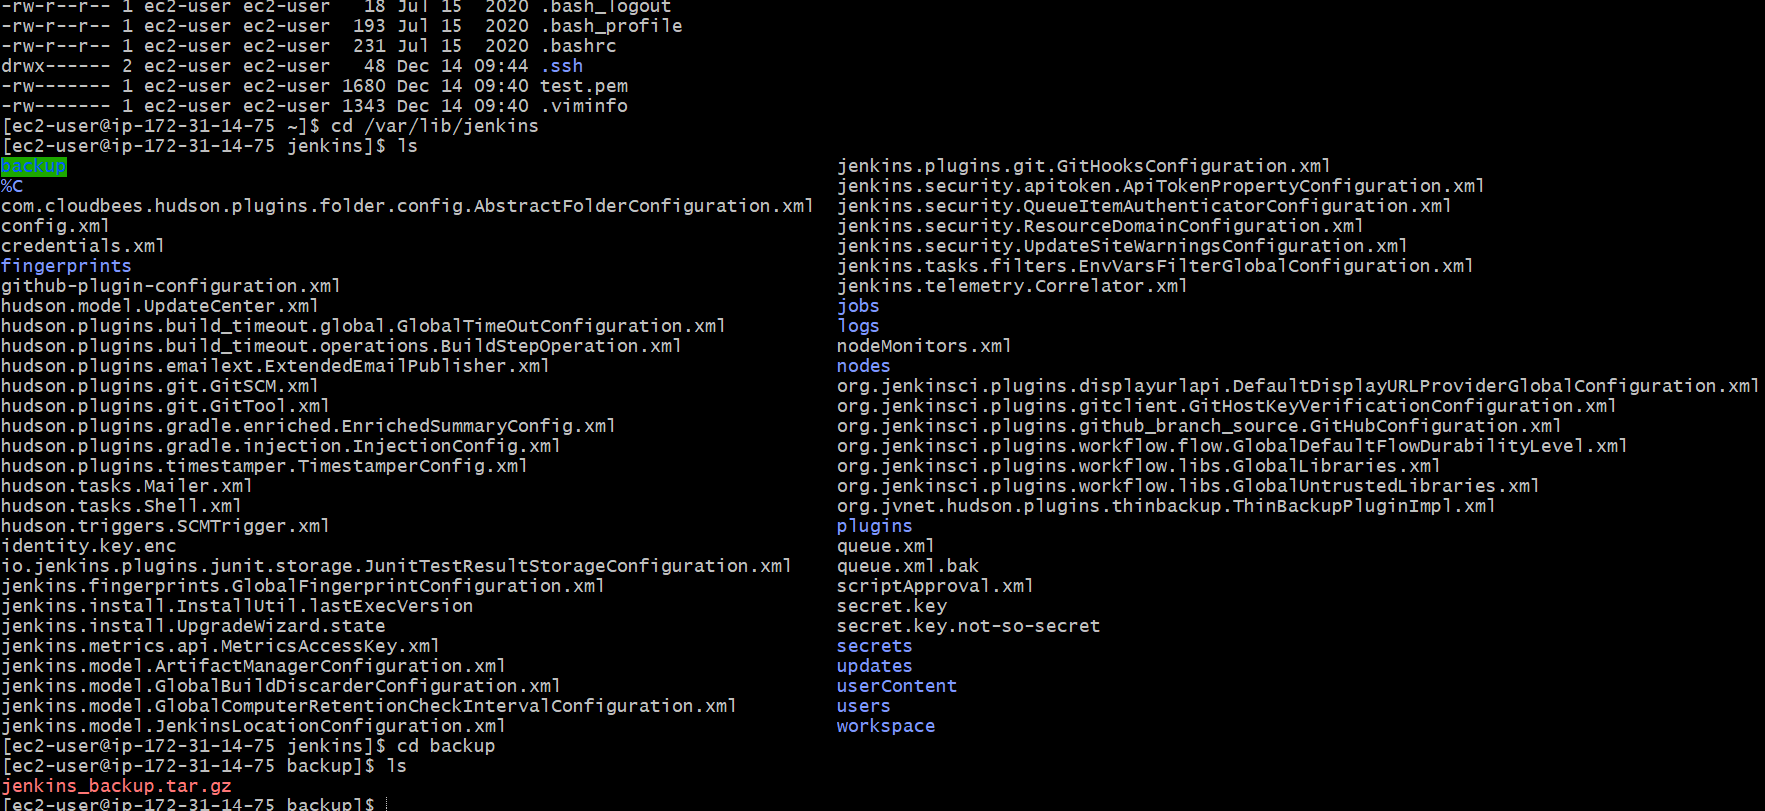 -rw-r--r-- 1 ec2-user ec2-user   18 Jul 15  2020 .bash_logout
-rw-r--r-- 1 ec2-user ec2-user  193 Jul 15  2020 .bash_profile
-rw-r--r-- 1 ec2-user ec2-user  231 Jul 15  2020 .bashrc
drwx------ 2 ec2-user ec2-user   48 Dec 14 09:44 .ssh
-rw------- 1 ec2-user ec2-user 1680 Dec 14 09:40 test.pem
-rw------- 1 ec2-user ec2-user 1343 Dec 14 09:40 .viminfo
[ec2-user@ip-172-31-14-75 ~]$ cd /var/lib/jenkins
[ec2-user@ip-172-31-14-75 jenkins]$ ls
backup jenkins.plugins.git.GitHooksConfiguration.xml
%C jenkins.security.apitoken.ApiTokenPropertyConfiguration.xml
com.cloudbees.hudson.plugins.folder.config.AbstractFolderConfiguration.xml jenkins.security.QueueItemAuthenticatorConfiguration.xml
config.xml jenkins.security.ResourceDomainConfiguration.xml
credentials.xml jenkins.security.UpdateSiteWarningsConfiguration.xml
fingerprints jenkins.tasks.filters.EnvVarsFilterGlobalConfiguration.xml
github-plugin-configuration.xml jenkins.telemetry.Correlator.xml
hudson.model.UpdateCenter.xml jobs
hudson.plugins.build_timeout.global.GlobalTimeOutConfiguration.xml logs
hudson.plugins.build_timeout.operations.BuildStepOperation.xml nodeMonitors.xml
hudson.plugins.emailext.ExtendedEmailPublisher.xml nodes
hudson.plugins.git.GitSCM.xml org.jenkinsci.plugins.displayurlapi.DefaultDisplayURLProviderGlobalConfiguration.xml
hudson.plugins.git.GitTool.xml org.jenkinsci.plugins.gitclient.GitHostKeyVerificationConfiguration.xml
hudson.plugins.gradle.enriched.EnrichedSummaryConfig.xml org.jenkinsci.plugins.github_branch_source.GitHubConfiguration.xml
hudson.plugins.gradle.injection.InjectionConfig.xml org.jenkinsci.plugins.workflow.flow.GlobalDefaultFlowDurabilityLevel.xml
hudson.plugins.timestamper.TimestamperConfig.xml org.jenkinsci.plugins.workflow.libs.GlobalLibraries.xml
hudson.tasks.Mailer.xml org.jenkinsci.plugins.workflow.libs.GlobalUntrustedLibraries.xml
hudson.tasks.Shell.xml org.jvnet.hudson.plugins.thinbackup.ThinBackupPluginImpl.xml
hudson.triggers.SCMTrigger.xml plugins
identity.key.enc queue.xml
io.jenkins.plugins.junit.storage.JunitTestResultStorageConfiguration.xml queue.xml.bak
jenkins.fingerprints.GlobalFingerprintConfiguration.xml scriptApproval.xml
jenkins.install.InstallUtil.lastExecVersion secret.key
jenkins.install.UpgradeWizard.state secret.key.not-so-secret
jenkins.metrics.api.MetricsAccessKey.xml secrets
jenkins.model.ArtifactManagerConfiguration.xml updates
jenkins.model.GlobalBuildDiscarderConfiguration.xml userContent
jenkins.model.GlobalComputerRetentionCheckIntervalConfiguration.xml users
jenkins.model.JenkinsLocationConfiguration.xml workspace
[ec2-user@ip-172-31-14-75 jenkins]$ cd backup
[ec2-user@ip-172-31-14-75 backup]$ ls
jenkins_backup.tar.gz
[ec2-user@ip-172-31-14-75 backup]$